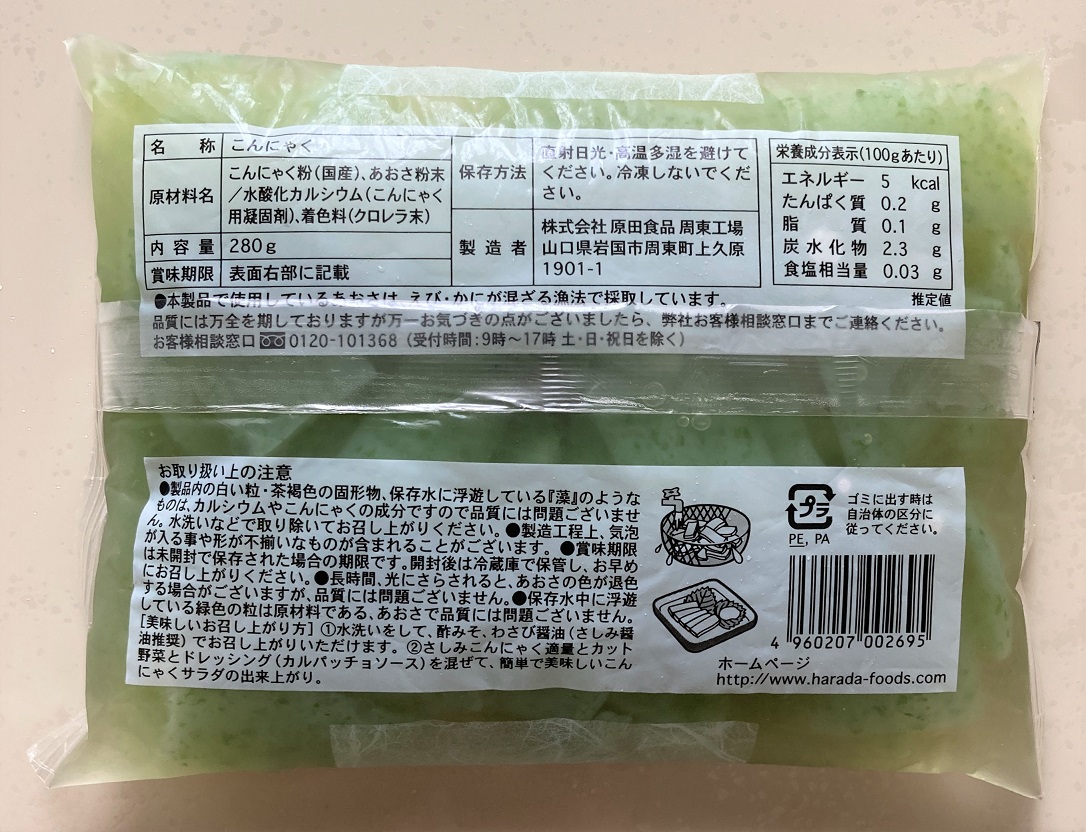 名称 こんにゃく
原材料名 こんにゃく粉(国産)、あおさ粉末
/水酸化カルシウム(こんにゃく
用凝固剤)、着色料(クロレラ末)
内容量 280g
賞味期限 表面右部に記載
保存方法 直射日光・高温多湿を避けて
ください。冷凍しないでくだ
さい。
製造者 株式会社 原田食品 周東工場
山口県岩国市周東町上久原
1901-1
栄養成分表示(100gあたり)
エネルギー 5 kcal
たんぱく質 0.2 g
脂質 0.1 g
炭水化物 2.3 g
食塩相当量 0.03 g
推定値
●本製品で使用しているあおさは、えび・かにが混ざる漁法で採取しています。
品質には万全を期しておりますが万一お気づきの点がございましたら、弊社お客様相談窓口までご連絡ください。
お客様相談窓口 0120-101368 (受付時間:9時〜17時 土・日・祝日を除く)
お取り扱い上の注意
●製品内の白い粒・茶褐色の固形物、保存水に浮遊している『藻』のような
ものは、カルシウムやこんにゃくの成分ですので品質には問題ございませ
ん。水洗いなどで取り除いてお召し上がりください。●製造工程上、気泡
が入る事や形が不揃いなものが含まれることがございます。●賞味期限
は未開封で保存された場合の期限です。開封後は冷蔵庫で保管し、お早め
にお召し上がりください。●長時間、光にさらされると、あおさの色が退色
する場合がございますが、品質には問題ございません。●保存水中に浮遊
している緑色の粒は原材料である、あおさで品質には問題ございません。
[美味しいお召し上がり方] ①水洗いをして、酢みそ、わさび醤油(さしみ醤
油推奨)でお召し上がりいただけます。②さしみこんにゃく適量とカット
野菜とドレッシング(カルパッチョソース)を混ぜて、簡単で美味しいこん
にゃくサラダの出来上がり。
プラ
PE, PA
ゴミに出す時は
自治体の区分に
従ってください。
4 960207 002695
ホームページ
http://www.harada-foods.com